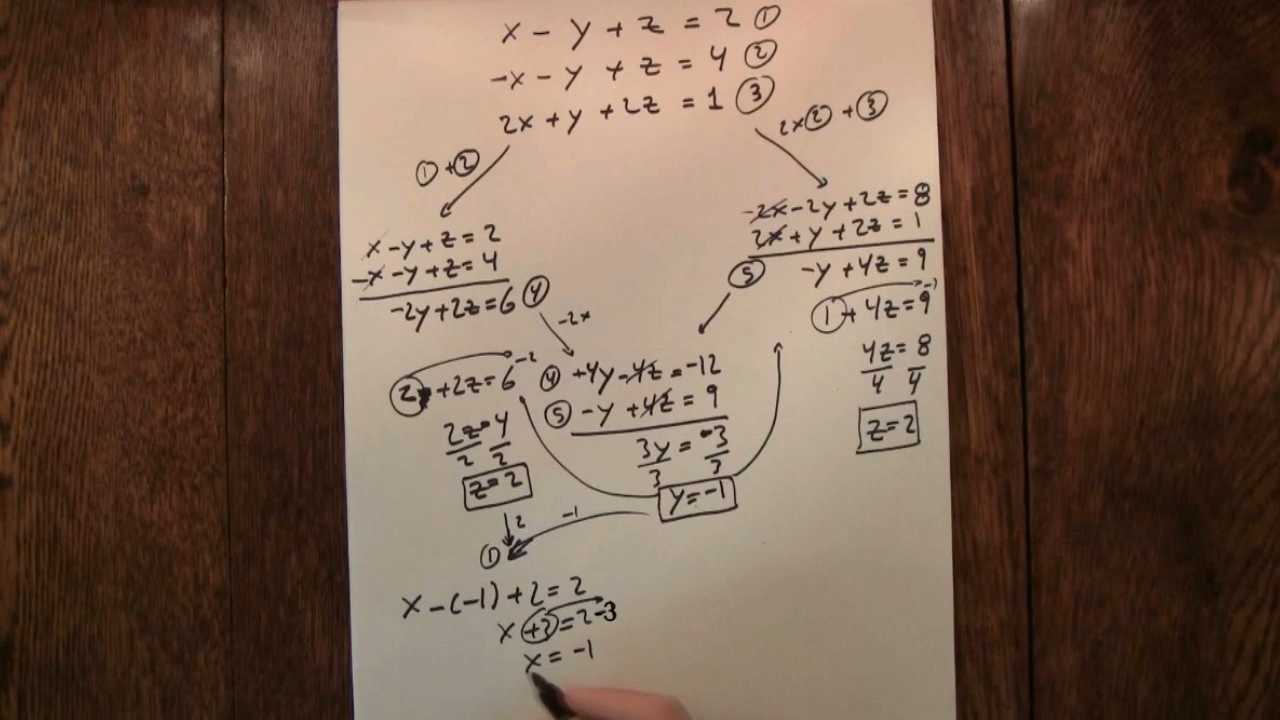 x - y + z = 2 ①
-x - y + z = 4 ②
2x + y + 2z = 1 ③
① + ②
x - y + z = 2
-x - y + z = 4
-2y + 2z = 6 ④
-2x
2 + 2z = 6 -2
2z = 4
2 2
z = 2
2x② + ③
-2x - 2y + 2z = 8
2x + y + 2z = 1
⑤ -y + 4z = 9
1 + 4z = 9 -1
4z = 8
4 4
z = 2
④ +4y - 4z = -12
⑤ -y + 4z = 9
3y = -3
3 3
y = -1
2
-1
①
x - (-1) + 2 = 2
x + 3 = 2 - 3
x = -1